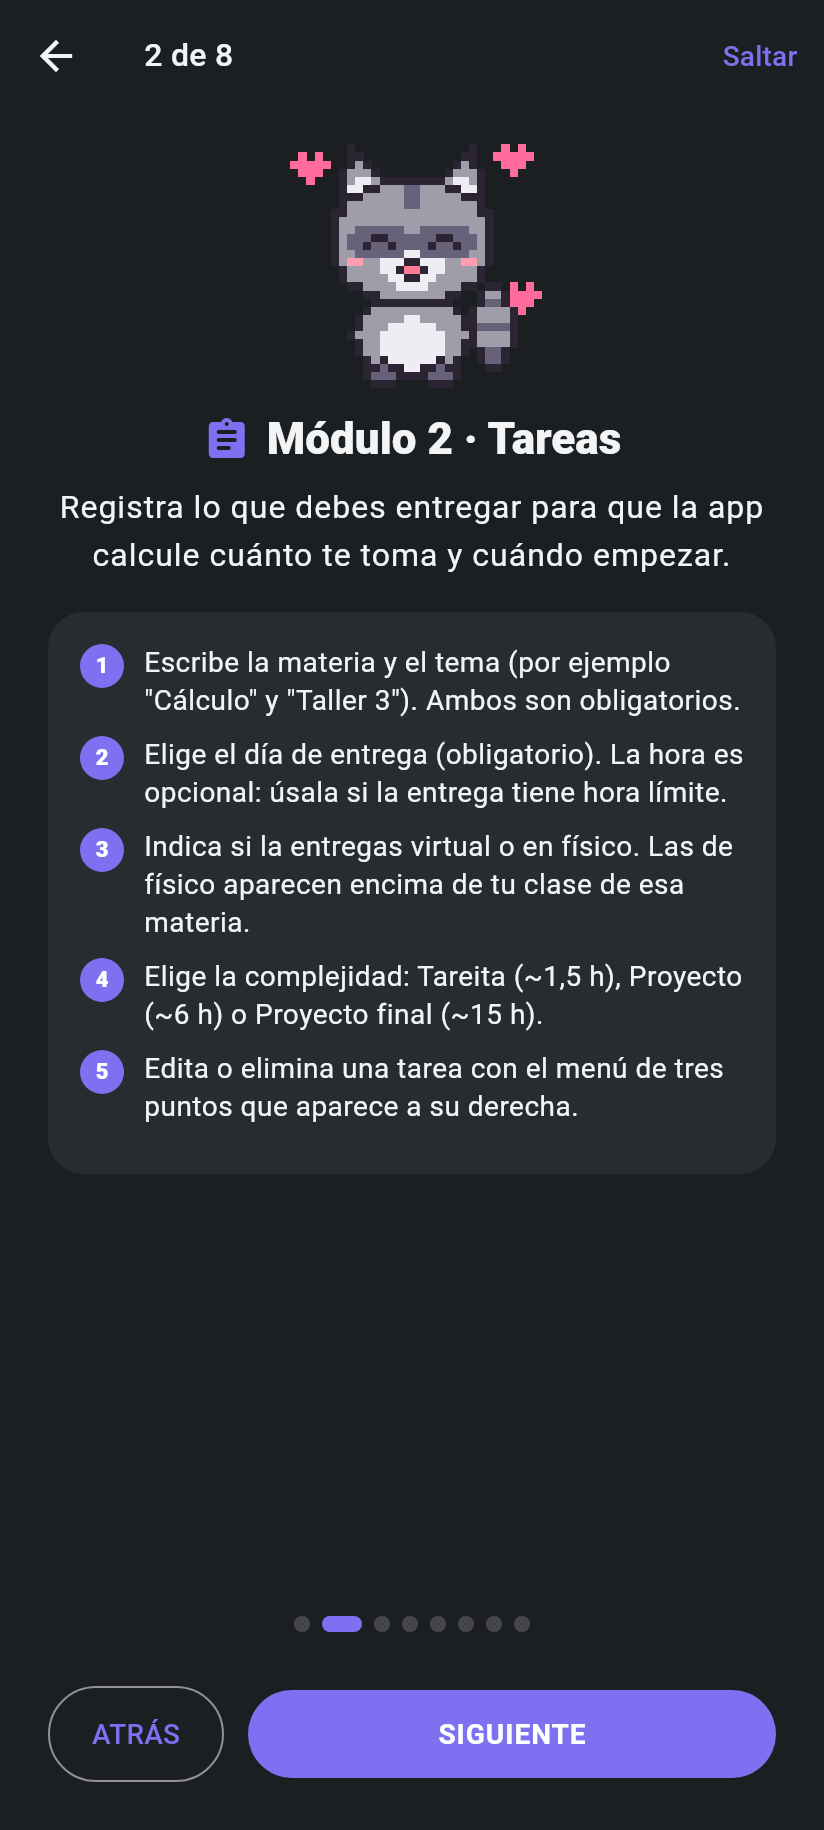 2 de 8
Saltar
Módulo 2 · Tareas
Registra lo que debes entregar para que la app
calcule cuánto te toma y cuándo empezar.
1 Escribe la materia y el tema (por ejemplo
"Cálculo" y "Taller 3"). Ambos son obligatorios.
2 Elige el día de entrega (obligatorio). La hora es
opcional: úsala si la entrega tiene hora límite.
3 Indica si la entregas virtual o en físico. Las de
físico aparecen encima de tu clase de esa
materia.
4 Elige la complejidad: Tareita (~1,5 h), Proyecto
(~6 h) o Proyecto final (~15 h).
5 Edita o elimina una tarea con el menú de tres
puntos que aparece a su derecha.
ATRÁS
SIGUIENTE